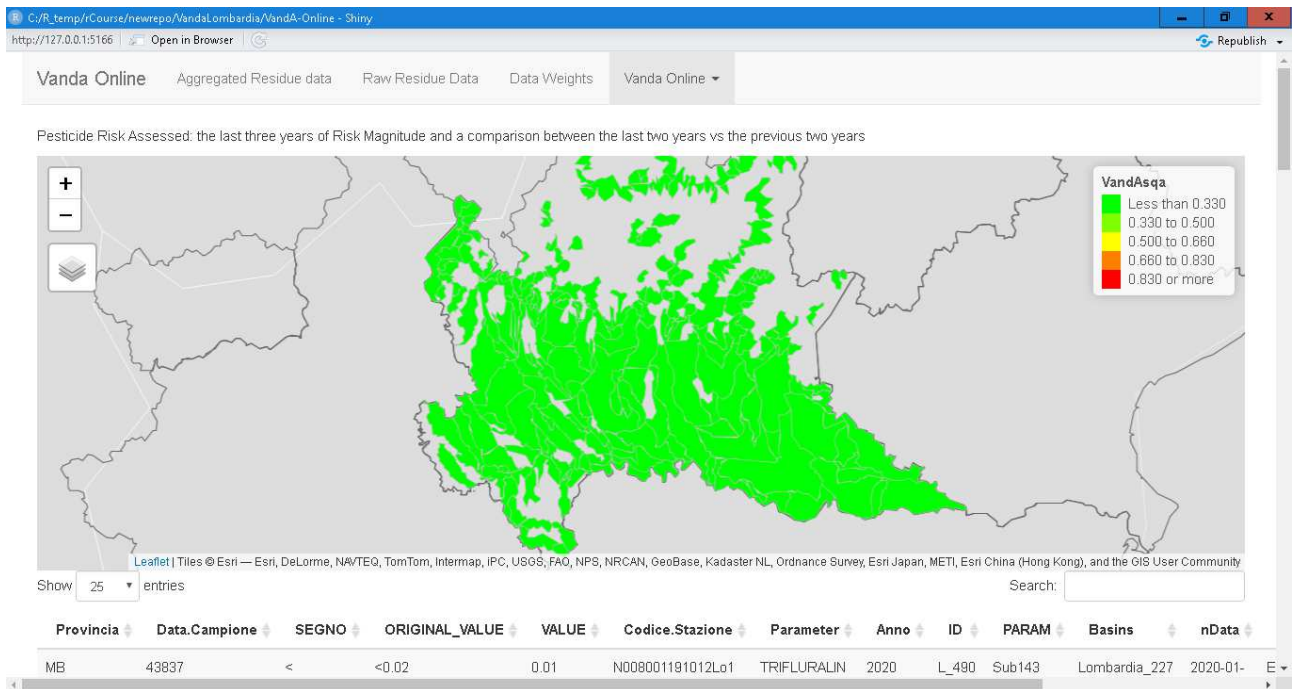 C:/R_temp/rCourse/newrepo/VandaLombardia/VandA-Online - Shiny
http://127.0.0.1:5166 Open in Browser Republish
Vanda Online Aggregated Residue data Raw Residue Data Data Weights Vanda Online
Pesticide Risk Assessed: the last three years of Risk Magnitude and a comparison between the last two years vs the previous two years
+
−
VandAsqa
Less than 0.330
0.330 to 0.500
0.500 to 0.660
0.660 to 0.830
0.830 or more
Leaflet | Tiles © Esri — Esri, DeLorme, NAVTEQ, TomTom, Intermap, iPC, USGS, FAO, NPS, NRCAN, GeoBase, Kadaster NL, Ordnance Survey, Esri Japan, METI, Esri China (Hong Kong), and the GIS User Community
Show 25 entries Search:
Provincia Data.Campione SEGNO ORIGINAL_VALUE VALUE Codice.Stazione Parameter Anno ID PARAM Basins nData
MB 43837 < <0.02 0.01 N008001191012Lo1 TRIFLURALIN 2020 L_490 Sub143 Lombardia_227 2020-01- E